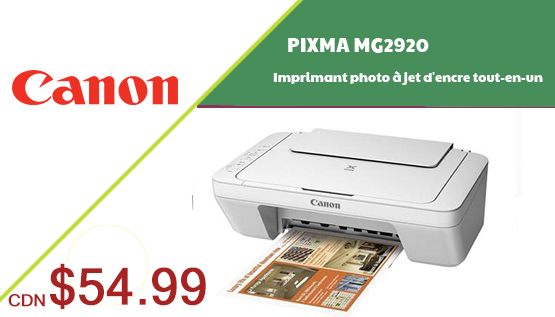 PIXMA MG2920
Imprimant photo à jet d'encre tout-en-un
Canon
Canon
CDN $54.99